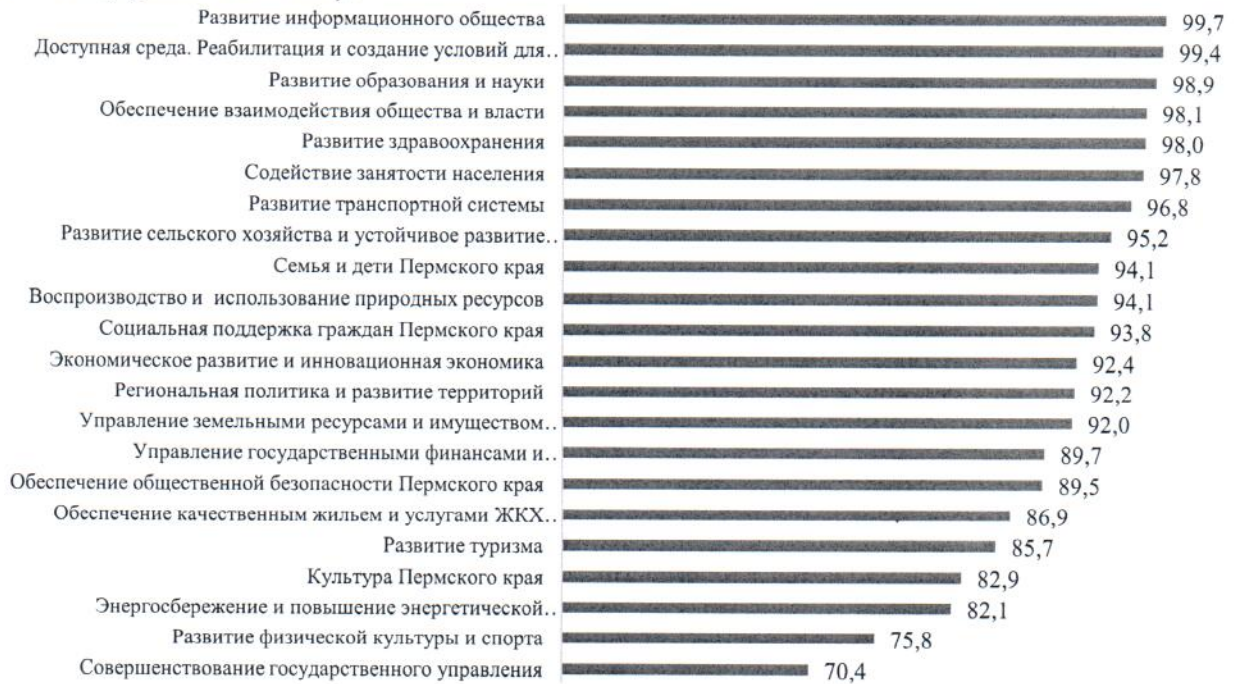 Развитие информационного общества 99,7
Доступная среда. Реабилитация и создание условий для.. 99,4
Развитие образования и науки 98,9
Обеспечение взаимодействия общества и власти 98,1
Развитие здравоохранения 98,0
Содействие занятости населения 97,8
Развитие транспортной системы 96,8
Развитие сельского хозяйства и устойчивое развитие.. 95,2
Семья и дети Пермского края 94,1
Воспроизводство и использование природных ресурсов 94,1
Социальная поддержка граждан Пермского края 93,8
Экономическое развитие и инновационная экономика 92,4
Региональная политика и развитие территорий 92,2
Управление земельными ресурсами и имуществом.. 92,0
Управление государственными финансами и.. 89,7
Обеспечение общественной безопасности Пермского края 89,5
Обеспечение качественным жильем и услугами ЖКХ.. 86,9
Развитие туризма 85,7
Культура Пермского края 82,9
Энергосбережение и повышение энергетической.. 82,1
Развитие физической культуры и спорта 75,8
Совершенствование государственного управления 70,4